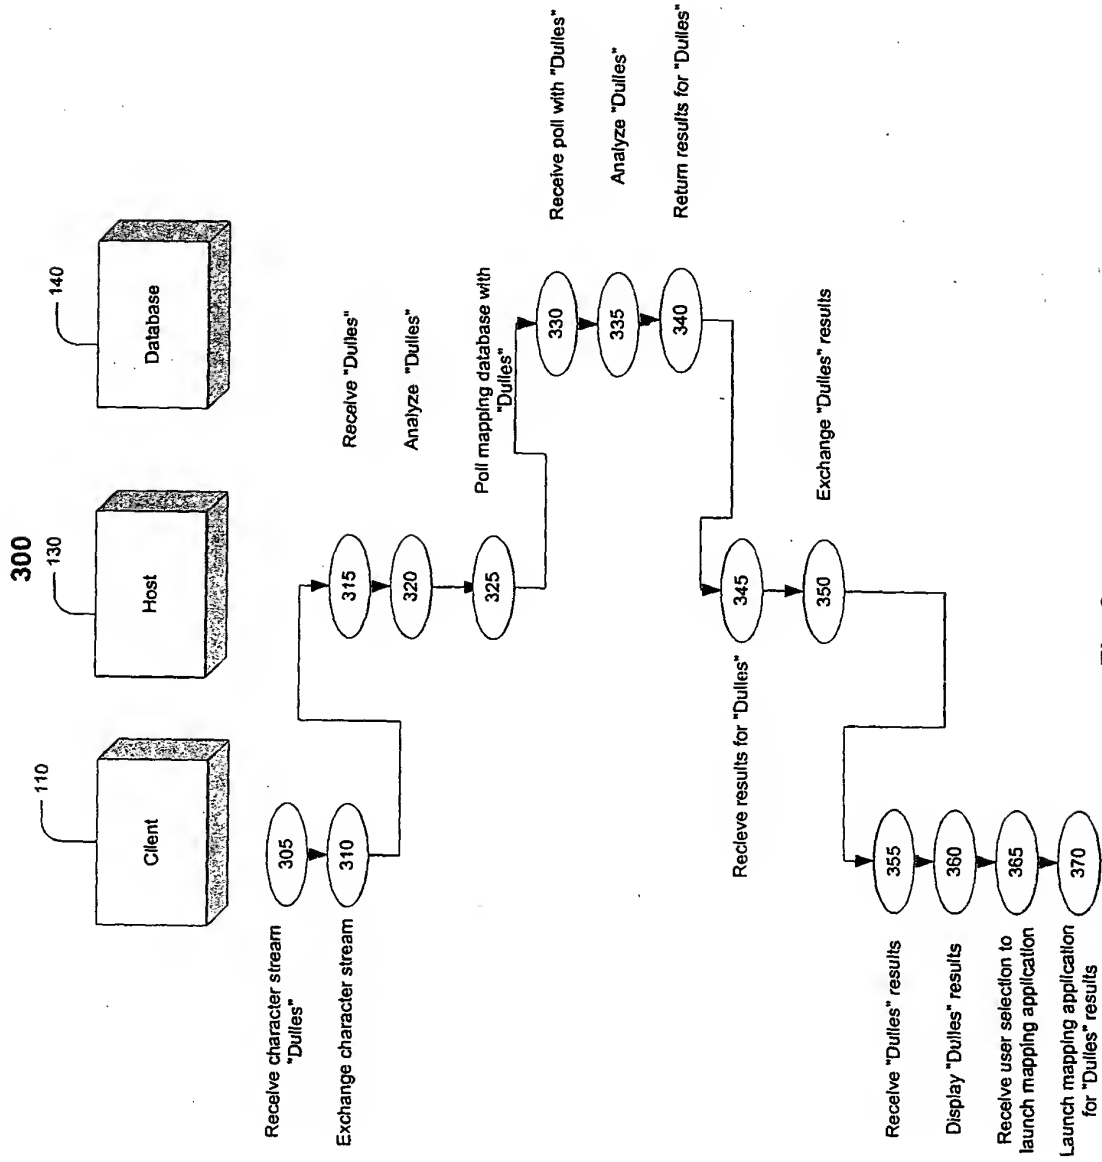 300
110
130
140
Client
Host
Database
Receive character stream
"Dulles"
305
Exchange character stream
310
315
Receive "Dulles"
320
Analyze "Dulles"
325
Poll mapping database with
"Dulles"
330
Receive poll with "Dulles"
335
Analyze "Dulles"
340
Return results for "Dulles"
Recieve results for "Dulles"
345
350
Exchange "Dulles" results
Receive "Dulles" results
355
Display "Dulles" results
360
Receive user selection to
launch mapping application
365
Launch mapping application
for "Dulles" results
370